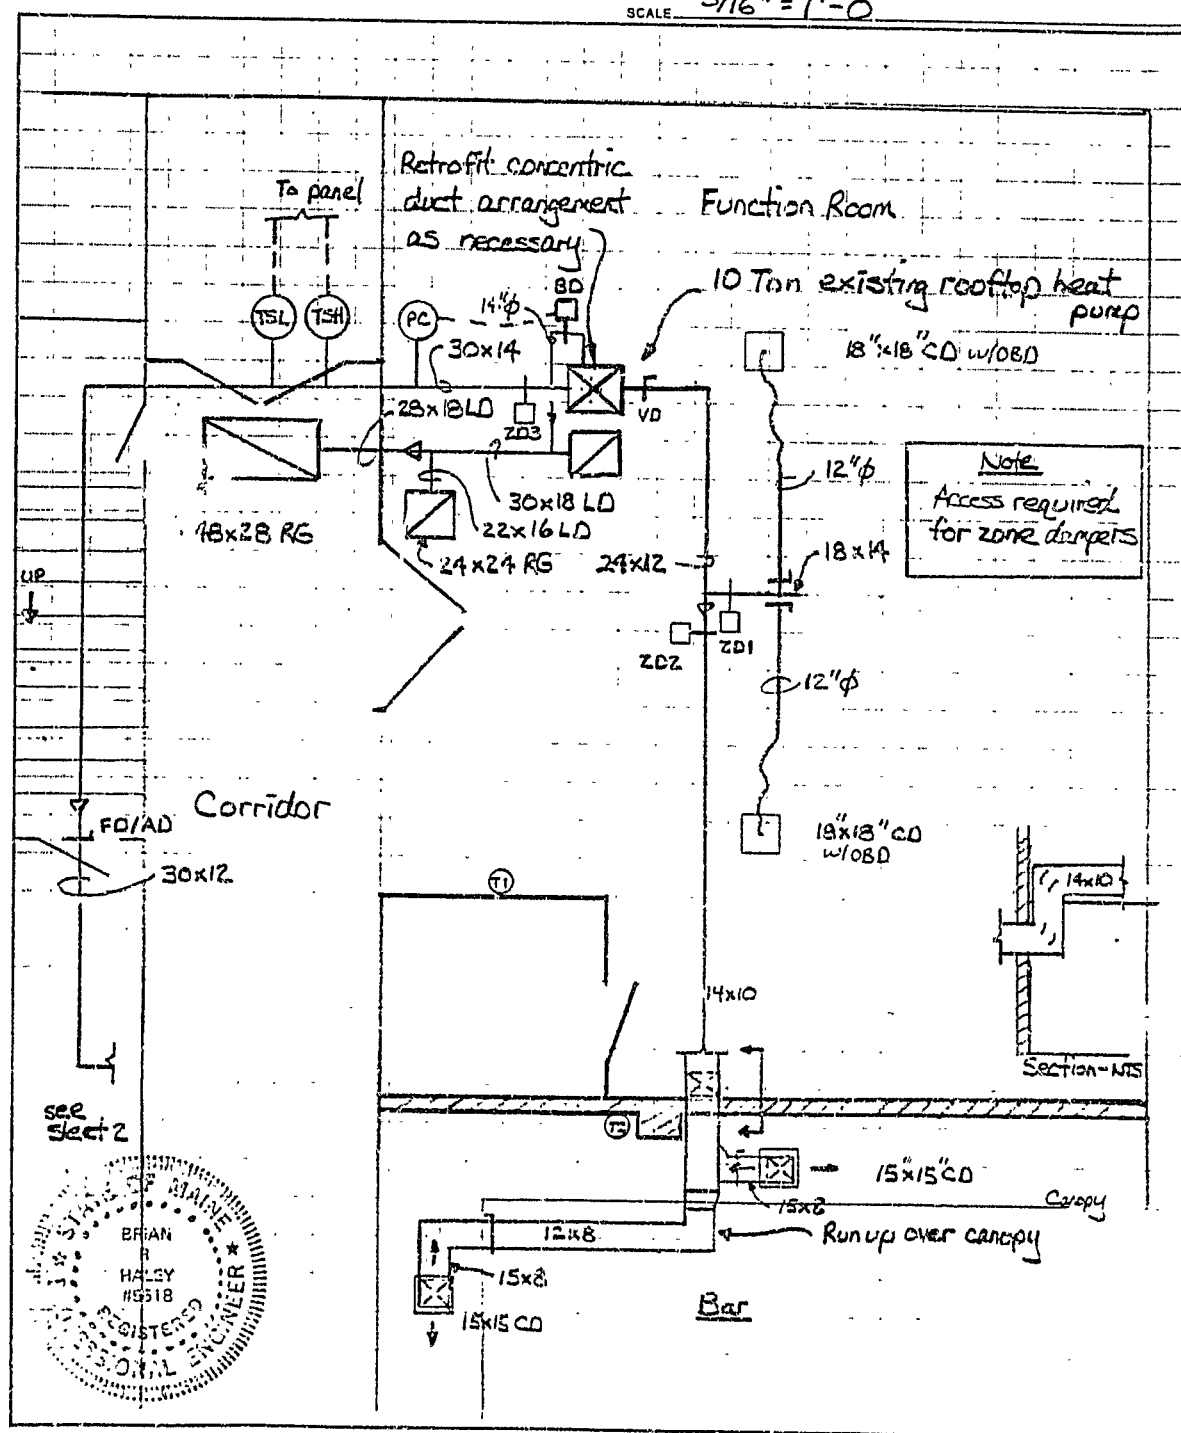 SCALE 3/16" = 1'-0
Retrofit concentric
duct arrangement
as necessary
To panel
Function Room
10 Ton existing rooftop heat
pump
BD
14"φ
TSL
TSH
PC
30x14
18"x18" CD w/OBD
VD
28x18 LD
ZD3
12"φ
Note
Access required
for zone dampers
30x18 LD
48x28 RG
22x16 LD
24x24 RG
24x12
18x14
UP
ZD2
ZD1
12"φ
Corridor
FD/AD
18"x18" CD
w/OBD
30x12
T1
14x10
14x10
Section-NTS
see
sheet 2
T2
15"x15" CD
15x8
Canopy
12x8
Run up over canopy
15x8
15x15 CD
Bar
STATE OF MAINE
BRIAN
R
HALEY
#5518
REGISTERED
PROFESSIONAL ENGINEER